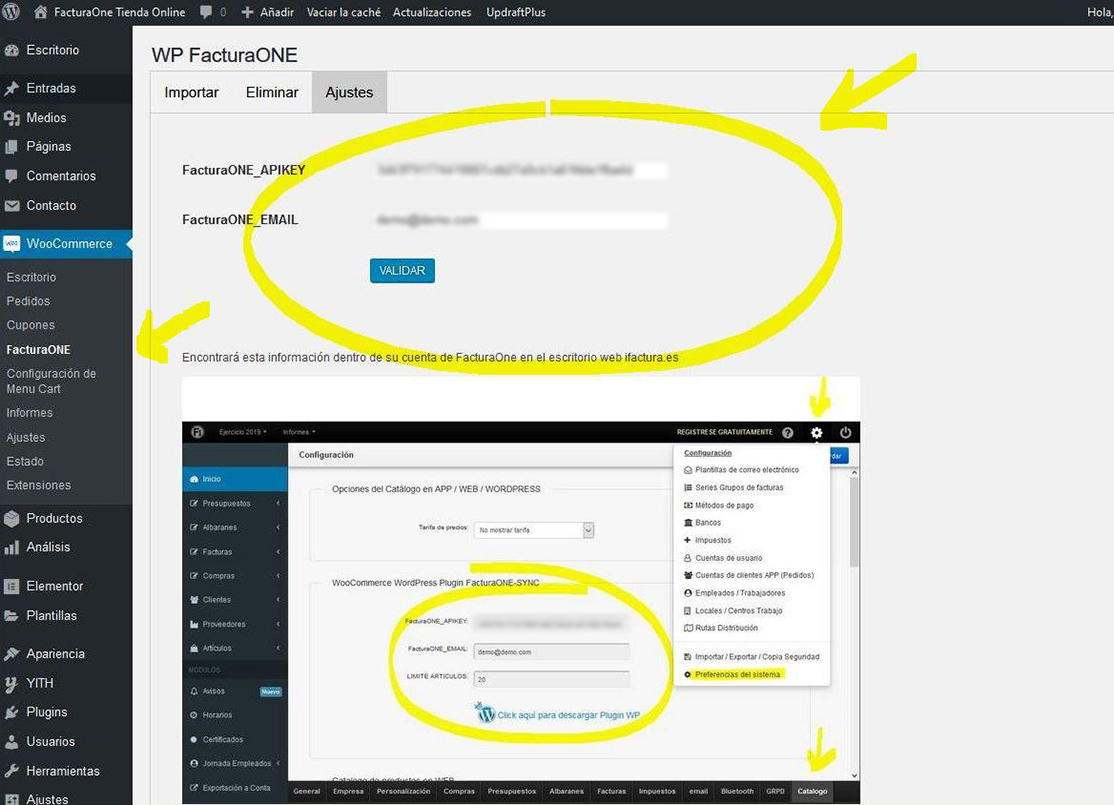 FacturaOne Tienda Online Añadir Vaciar la caché Actualizaciones UpdraftPlus Hola,
Escritorio
Entradas
Medios
Páginas
Comentarios
Contacto
WooCommerce
Escritorio
Pedidos
Cupones
FacturaONE
Configuración de
Menu Cart
Informes
Ajustes
Estado
Extensiones
Productos
Análisis
Elementor
Plantillas
Apariencia
YITH
Plugins
Usuarios
Herramientas
Ajustes
WP FacturaONE
Importar Eliminar Ajustes
FacturaONE_APIKEY
FacturaONE_EMAIL demo@demo.com
VALIDAR
Encontrará esta información dentro de su cuenta de FacturaOne en el escritorio web ifactura.es
Ejercicio 2019 Informes REGISTRESE GRATUITAMENTE
Inicio
Presupuestos
Albaranes
Facturas
Compras
Clientes
Proveedores
Artículos
MODULOS
Avisos Nuevo
Horarios
Certificados
Jornada Empleados
Exportación a Conta
Configuración
Opciones del Catálogo en APP / WEB / WORDPRESS
Tarifa de precios: No mostrar tarifa
WooCommerce WordPress Plugin FacturaONE-SYNC
FacturaONE_APIKEY:
FacturaONE_EMAIL: demo@demo.com
LIMITE ARTICULOS: 20
Click aquí para descargar Plugin WP
Catalogo de productos en WEB
Configuración
Plantillas de correo electrónico
Series Grupos de facturas
Métodos de pago
Bancos
Impuestos
Cuentas de usuario
Cuentas de clientes APP (Pedidos)
Empleados / Trabajadores
Locales / Centros Trabajo
Rutas Distribución
Importar / Exportar / Copia Seguridad
Preferencias del sistema
General Empresa Personalización Compras Presupuestos Albaranes Facturas Impuestos email Bluetooth GRPD Catalogo